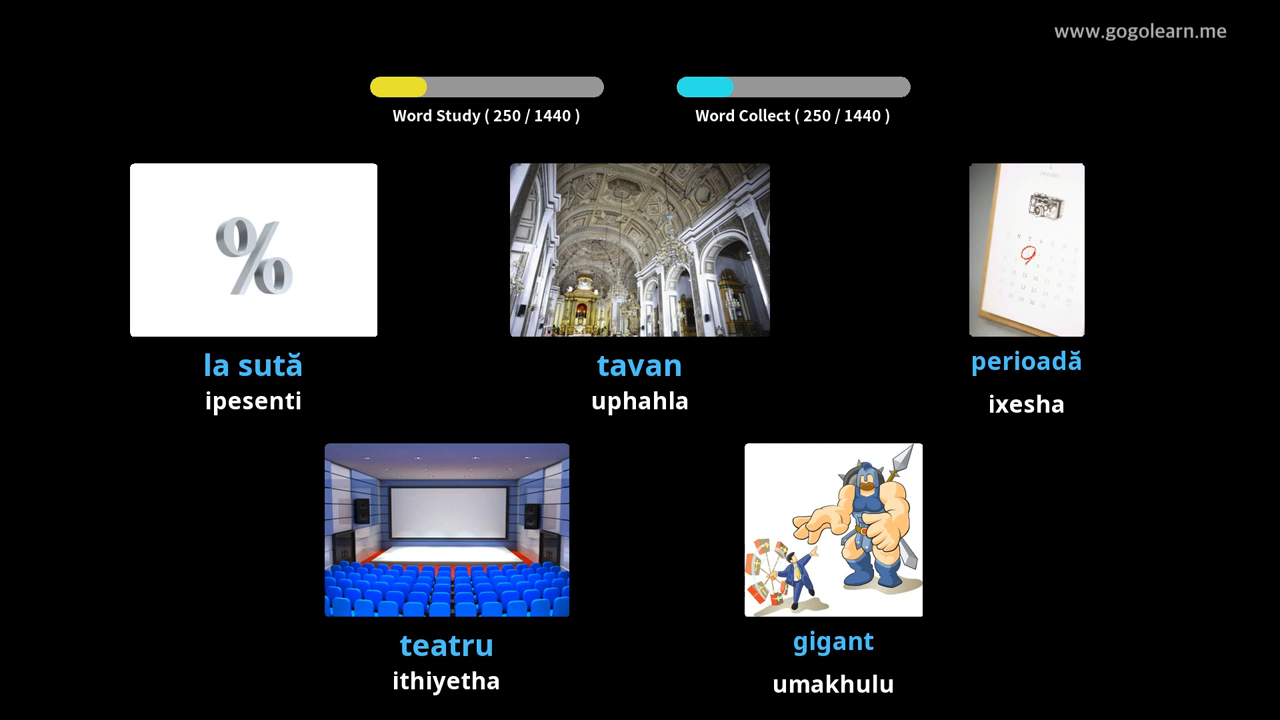 www.gogolearn.me
Word Study ( 250 / 1440 )
Word Collect ( 250 / 1440 )
la sută
ipesenti
tavan
uphahla
perioadă
ixesha
teatru
ithiyetha
gigant
umakhulu